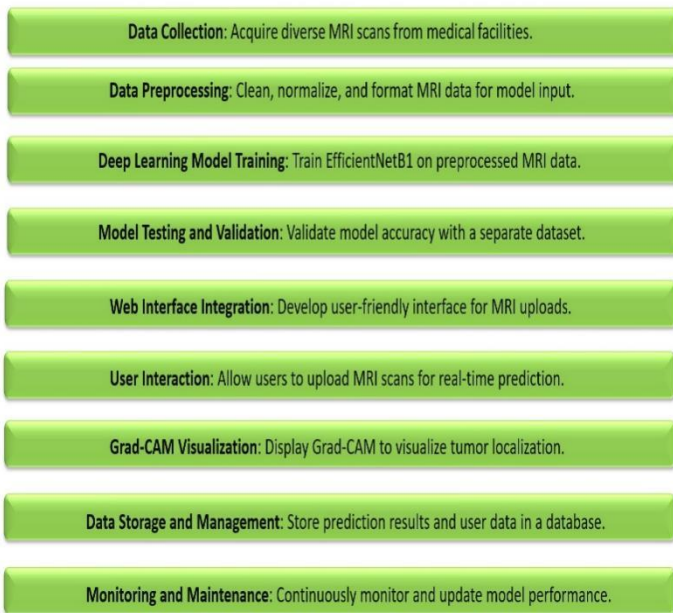 Data Collection: Acquire diverse MRI scans from medical facilities.
Data Preprocessing: Clean, normalize, and format MRI data for model input.
Deep Learning Model Training: Train EfficientNetB1 on preprocessed MRI data.
Model Testing and Validation: Validate model accuracy with a separate dataset.
Web Interface Integration: Develop user-friendly interface for MRI uploads.
User Interaction: Allow users to upload MRI scans for real-time prediction.
Grad-CAM Visualization: Display Grad-CAM to visualize tumor localization.
Data Storage and Management: Store prediction results and user data in a database.
Monitoring and Maintenance: Continuously monitor and update model performance.